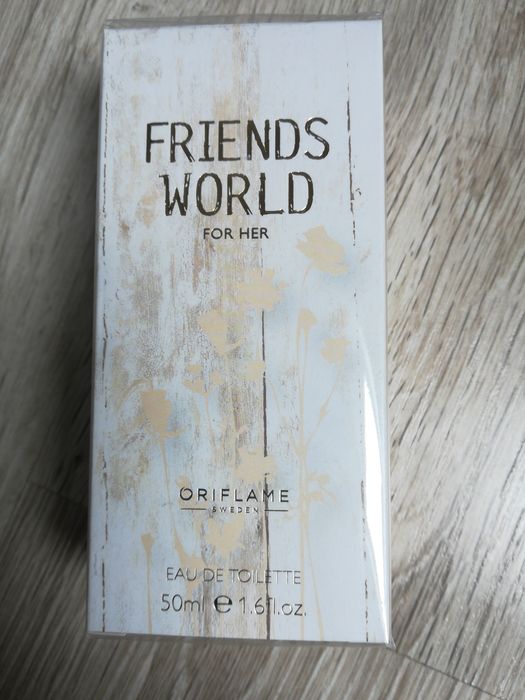 FRIENDS
WORLD
FOR HER
ORIFLAME
SWEDEN
EAU DE TOILETTE
50ml ℮ 1.6fl.oz.